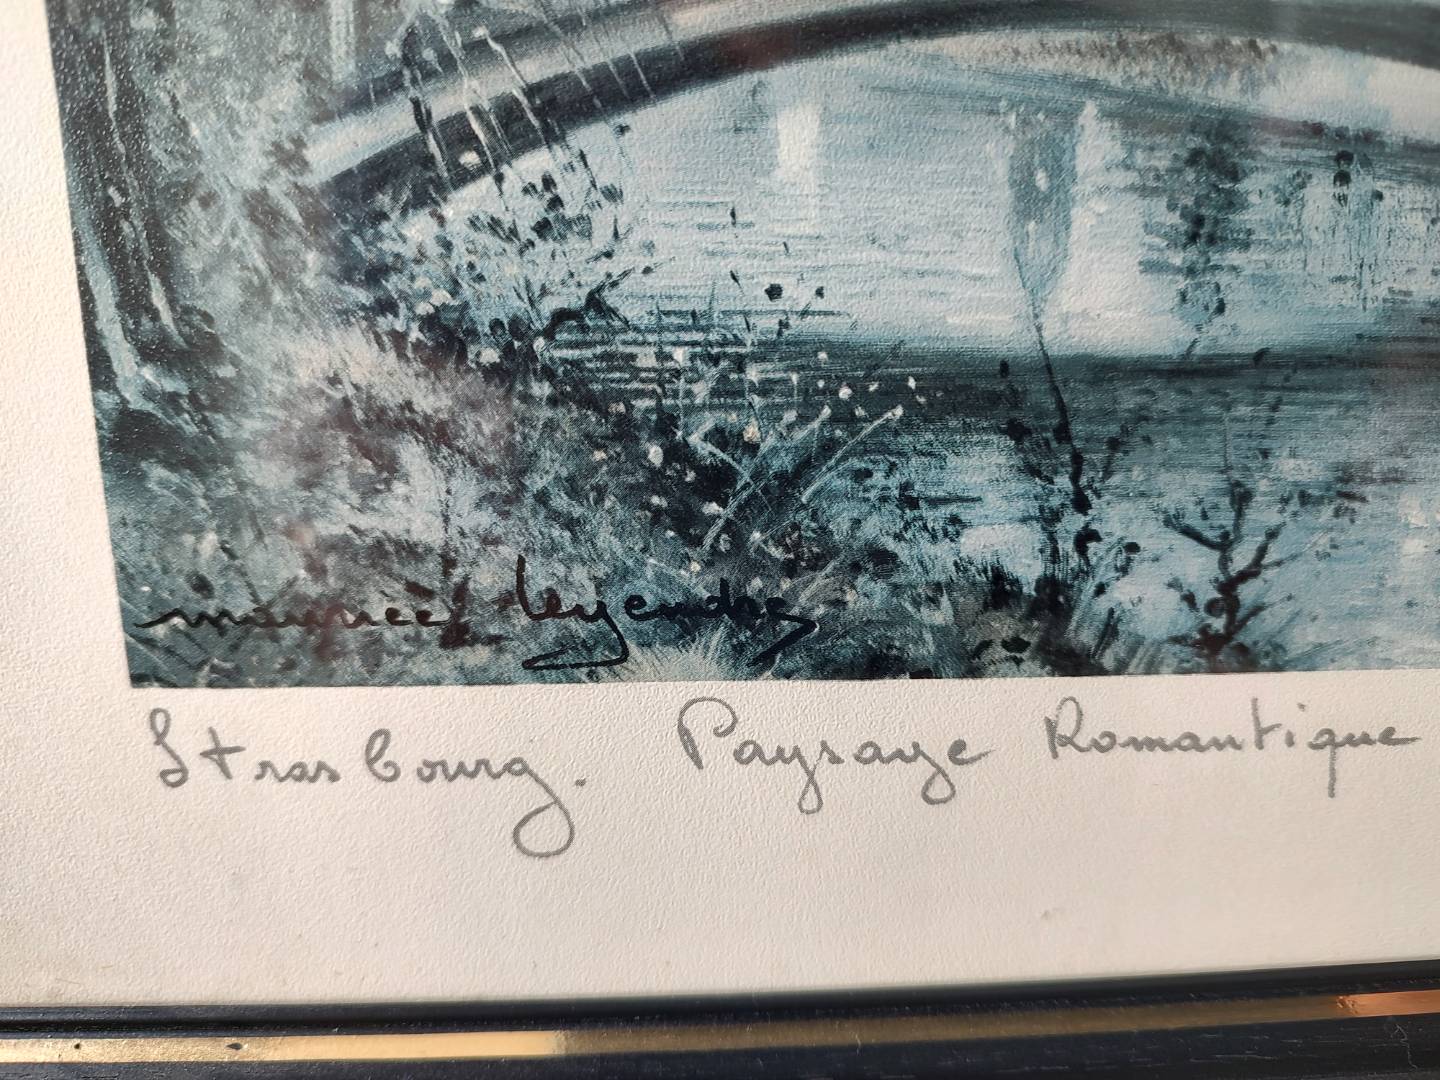 maurice legendre
Strasbourg. Paysage Romantique